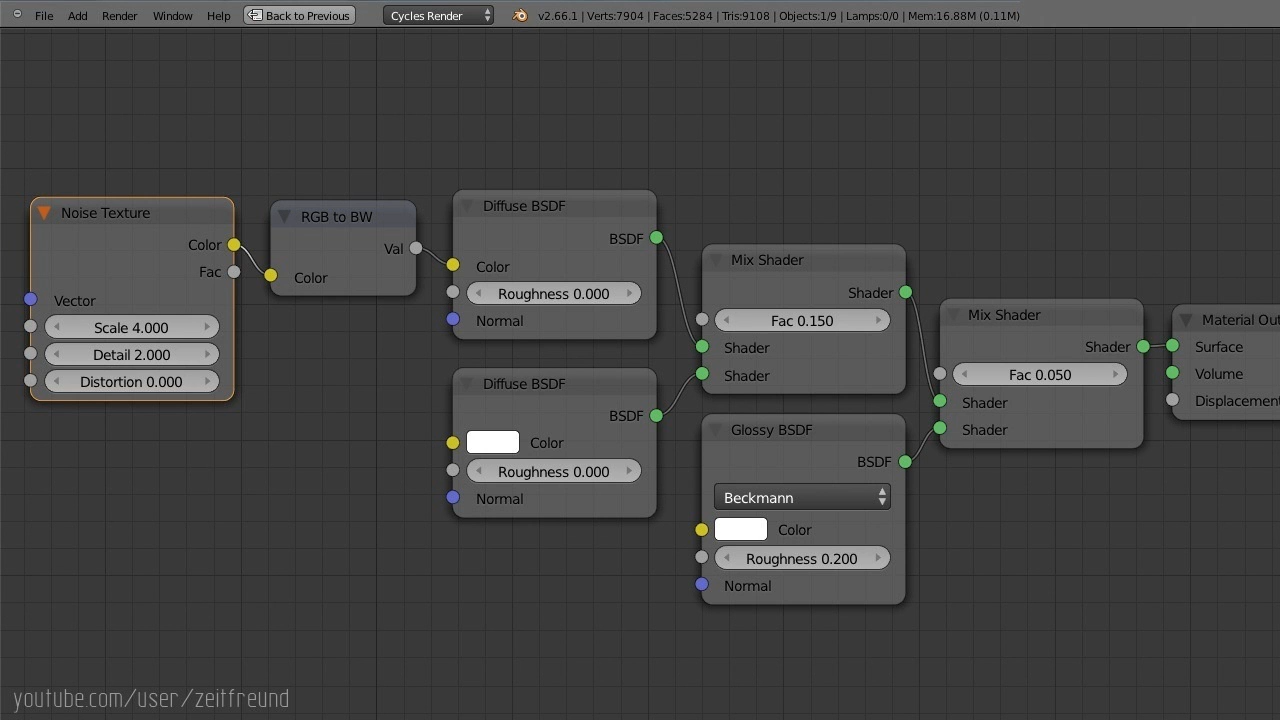 File Add Render Window Help Back to Previous Cycles Render v2.66.1 | Verts:7904 | Faces:5284 | Tris:9108 | Objects:1/9 | Lamps:0/0 | Mem:16.88M (0.11M)
Noise Texture
Color
Fac
Vector
Scale 4.000
Detail 2.000
Distortion 0.000
RGB to BW
Val
Color
Diffuse BSDF
BSDF
Color
Roughness 0.000
Normal
Diffuse BSDF
BSDF
Color
Roughness 0.000
Normal
Mix Shader
Shader
Fac 0.150
Shader
Shader
Glossy BSDF
BSDF
Beckmann
Color
Roughness 0.200
Normal
Mix Shader
Shader
Fac 0.050
Shader
Shader
Material Out
Surface
Volume
Displacement
youtube.com/user/zeitfreund